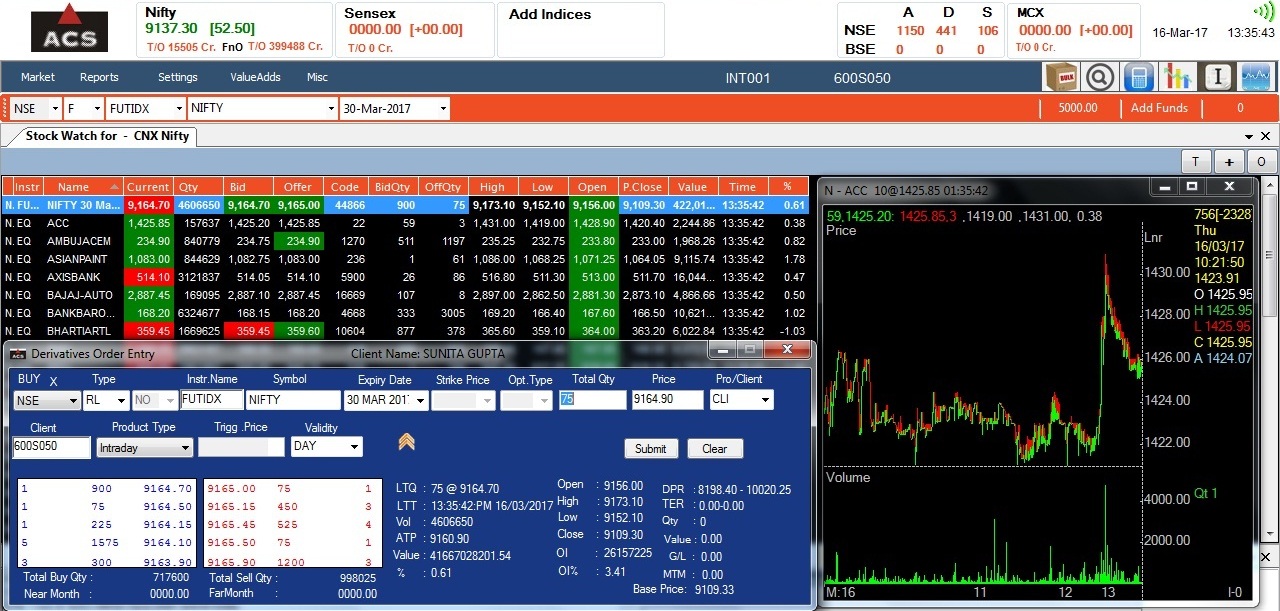 ACS
Nifty
9137.30 [52.50]
T/O 15505 Cr. FnO T/O 399488 Cr.
Sensex
0000.00 [+00.00]
T/O 0 Cr.
Add Indices
A D S
NSE 1150 441 106
BSE 0 0 0
MCX
0000.00 [+00.00]
T/O 0 Cr.
16-Mar-17 13:35:43
Market Reports Settings ValueAdds Misc INT001 600S050
BULK
NSE F FUTIDX NIFTY 30-Mar-2017 5000.00 Add Funds 0
Stock Watch for - CNX Nifty
T + O
Instr Name Current Qty Bid Offer Code BidQty OffQty High Low Open P.Close Value Time %
N. FU... NIFTY 30 Ma... 9,164.70 4606650 9,164.70 9,165.00 44866 900 75 9,173.10 9,152.10 9,156.00 9,109.30 422,01... 13:35:42 0.61
N. EQ ACC 1,425.85 157637 1,425.20 1,425.85 22 59 3 1,431.00 1,419.00 1,428.90 1,420.40 2,244.86 13:35:42 0.38
N. EQ AMBUJACEM 234.90 840779 234.75 234.90 1270 511 1197 235.25 232.75 233.80 233.00 1,968.26 13:35:42 0.82
N. EQ ASIANPAINT 1,083.00 844629 1,082.75 1,083.00 236 1 61 1,086.00 1,068.25 1,071.25 1,064.05 9,115.74 13:35:42 1.78
N. EQ AXISBANK 514.10 3121837 514.05 514.10 5900 26 86 516.80 511.30 513.00 511.70 16,044... 13:35:42 0.47
N. EQ BAJAJ-AUTO 2,887.45 169095 2,887.10 2,887.45 16669 107 8 2,897.00 2,862.50 2,881.30 2,873.10 4,866.66 13:35:42 0.50
N. EQ BANKBARO... 168.20 6324677 168.15 168.20 4668 332 3005 169.20 166.40 167.60 166.50 10,621... 13:35:42 1.02
N. EQ BHARTIARTL 359.45 1669625 359.45 359.60 10604 877 378 365.90 359.10 364.00 363.20 6,022.84 13:35:42 -1.03
N - ACC 10@1425.85 01:35:42
59,1425.20: 1425.85,3 ,1419.00 ,1431.00, 0.38
Price
Lnr
1430.00
1428.00
1426.00
1424.00
1422.00
756[-2328
Thu
16/03/17
10:21:50
1423.91
O 1425.95
H 1425.95
L 1425.95
C 1425.95
A 1424.07
Volume
4000.00
2000.00
Qt 1
M:16 11 12 13 I-0
Derivatives Order Entry Client Name: SUNITA GUPTA
BUY X Type Instr.Name Symbol Expiry Date Strike Price Opt.Type Total Qty Price Pro/Client
NSE RL NO FUTIDX NIFTY 30 MAR 201 75 9164.90 CLI
Client Product Type Trigg .Price Validity
600S050 Intraday DAY Submit Clear
1 900 9164.70 9165.00 75 1
1 75 9164.50 9165.15 450 3
1 225 9164.15 9165.45 525 4
5 1575 9164.10 9165.50 75 1
3 300 9163.90 9165.90 1200 3
Total Buy Qty : 717600 Total Sell Qty : 998025
Near Month : 0000.00 FarMonth : 0000.00
LTQ : 75 @ 9164.70
LTT : 13:35:42:PM 16/03/2017
Vol : 4606650
ATP : 9160.90
Value : 41667028201.54
% : 0.61
Open : 9156.00
High : 9173.10
Low : 9152.10
Close : 9109.30
OI : 26157225
OI% : 3.41
DPR : 8198.40 - 10020.25
TER : 0.00-0.00
Qty : 0
Value : 0.00
G/L : 0.00
MTM : 0.00
Base Price: 9109.33